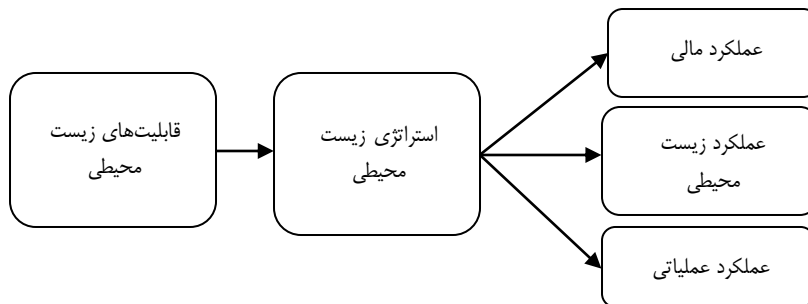 قابلیت‌های زیست
محیطی
استراتژی زیست
محیطی
عملکرد مالی
عملکرد زیست
محیطی
عملکرد عملیاتی